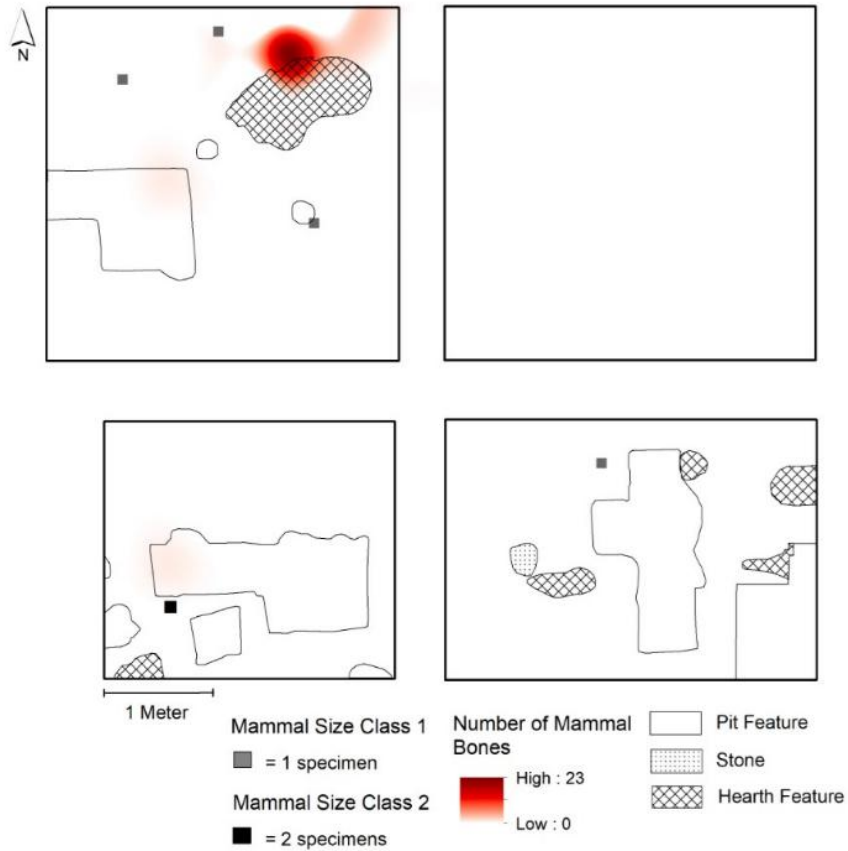 N
1 Meter
Mammal Size Class 1
= 1 specimen
Mammal Size Class 2
= 2 specimens
Number of Mammal
Bones
High : 23
Low : 0
Pit Feature
Stone
Hearth Feature